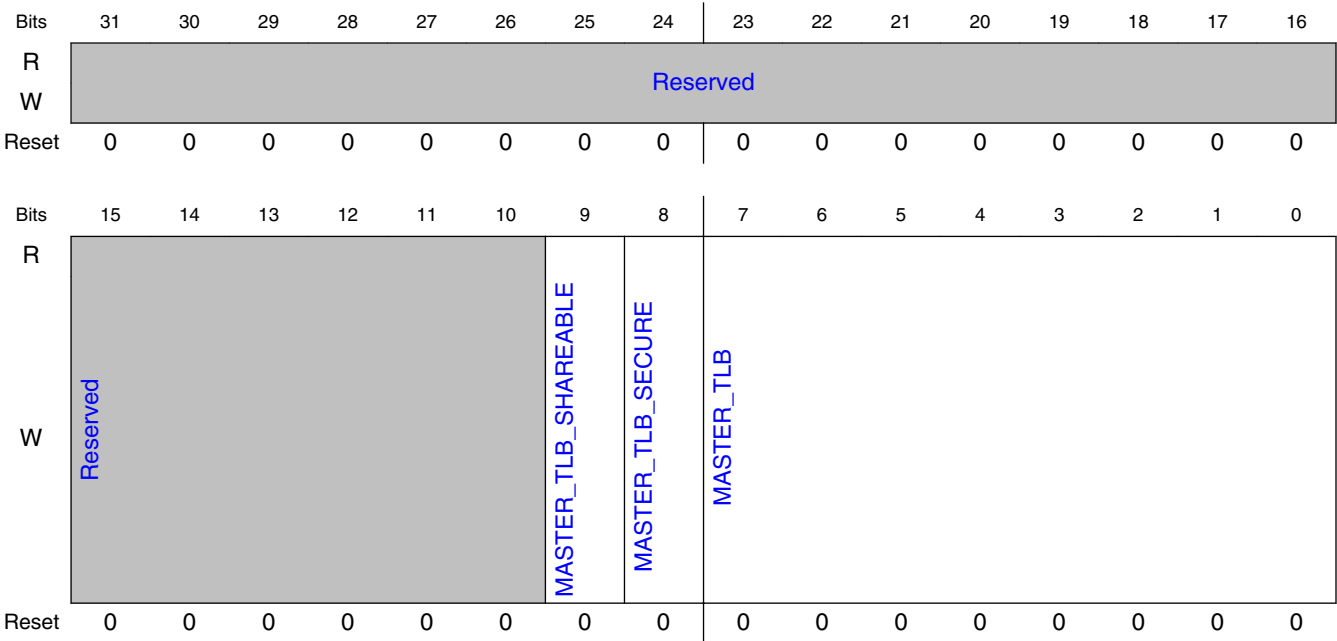 Bits 31 30 29 28 27 26 25 24 23 22 21 20 19 18 17 16
R
Reserved
W
Reset 0 0 0 0 0 0 0 0 0 0 0 0 0 0 0 0
Bits 15 14 13 12 11 10 9 8 7 6 5 4 3 2 1 0
R
W
Reserved
MASTER_TLB_SHAREABLE
MASTER_TLB_SECURE
MASTER_TLB
Reset 0 0 0 0 0 0 0 0 0 0 0 0 0 0 0 0